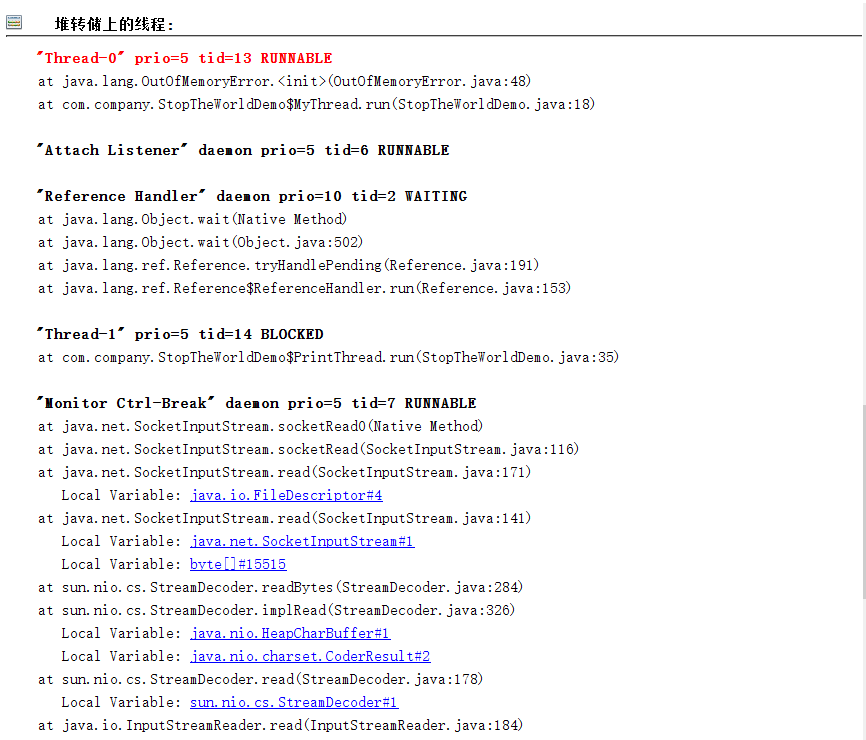 堆转储上的线程:
"Thread-0" prio=5 tid=13 RUNNABLE
at java.lang.OutOfMemoryError.<init>(OutOfMemoryError.java:48)
at com.company.StopTheWorldDemo$MyThread.run(StopTheWorldDemo.java:18)
"Attach Listener" daemon prio=5 tid=6 RUNNABLE
"Reference Handler" daemon prio=10 tid=2 WAITING
at java.lang.Object.wait(Native Method)
at java.lang.Object.wait(Object.java:502)
at java.lang.ref.Reference.tryHandlePending(Reference.java:191)
at java.lang.ref.Reference$ReferenceHandler.run(Reference.java:153)
"Thread-1" prio=5 tid=14 BLOCKED
at com.company.StopTheWorldDemo$PrintThread.run(StopTheWorldDemo.java:35)
"Monitor Ctrl-Break" daemon prio=5 tid=7 RUNNABLE
at java.net.SocketInputStream.socketRead0(Native Method)
at java.net.SocketInputStream.socketRead(SocketInputStream.java:116)
at java.net.SocketInputStream.read(SocketInputStream.java:171)
Local Variable: java.io.FileDescriptor#4
at java.net.SocketInputStream.read(SocketInputStream.java:141)
Local Variable: java.net.SocketInputStream#1
Local Variable: byte[]#15515
at sun.nio.cs.StreamDecoder.readBytes(StreamDecoder.java:284)
at sun.nio.cs.StreamDecoder.implRead(StreamDecoder.java:326)
Local Variable: java.nio.HeapCharBuffer#1
Local Variable: java.nio.charset.CoderResult#2
at sun.nio.cs.StreamDecoder.read(StreamDecoder.java:178)
Local Variable: sun.nio.cs.StreamDecoder#1
at java.io.InputStreamReader.read(InputStreamReader.java:184)